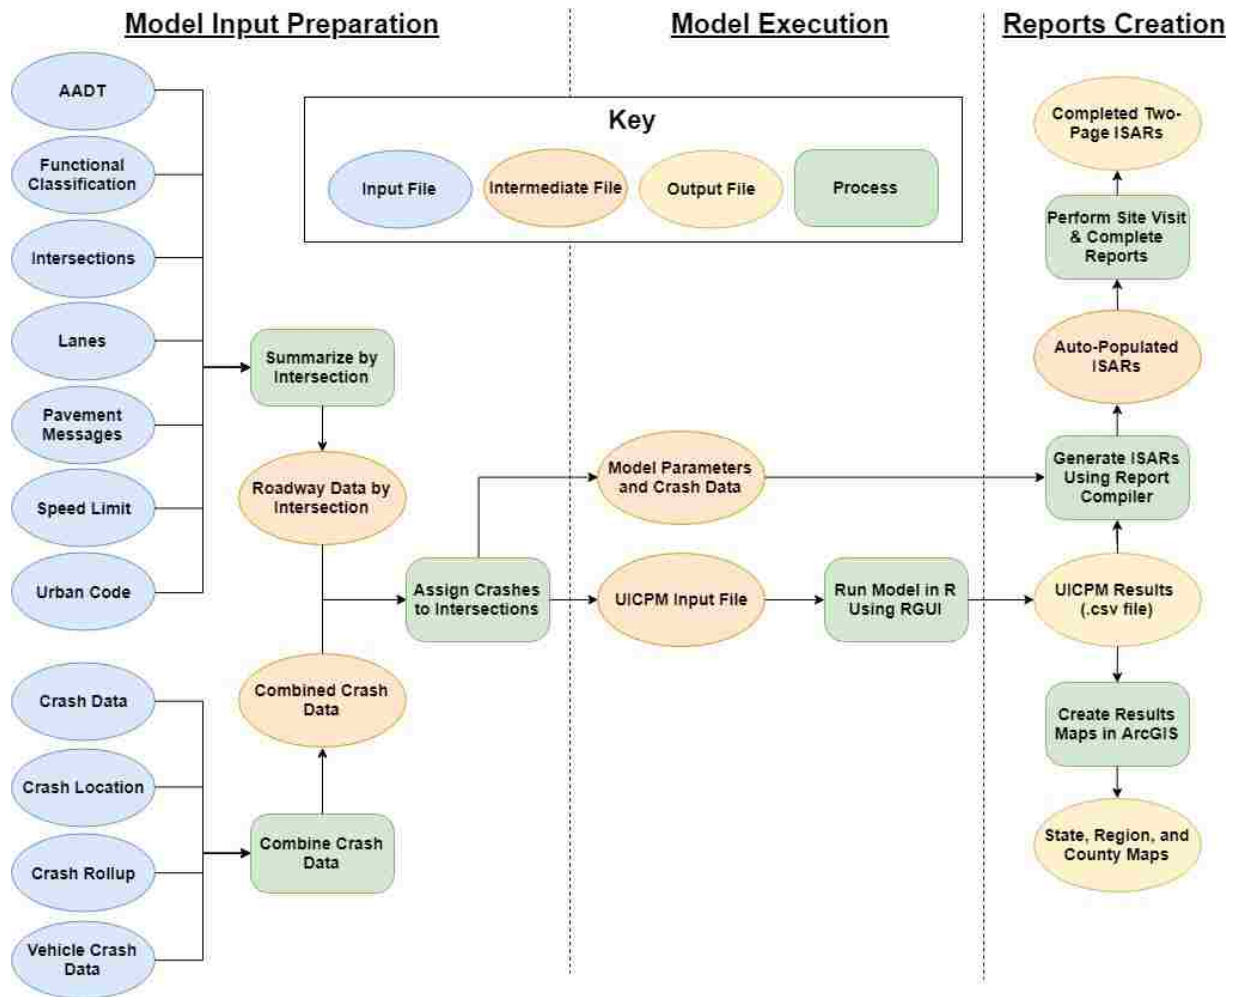 Model Input Preparation
Model Execution
Reports Creation
AADT
Functional
Classification
Intersections
Lanes
Pavement
Messages
Speed Limit
Urban Code
Crash Data
Crash Location
Crash Rollup
Vehicle Crash
Data
Key
Input File
Intermediate File
Output File
Process
Summarize by
Intersection
Roadway Data by
Intersection
Combined Crash
Data
Combine Crash
Data
Assign Crashes
to Intersections
Model Parameters
and Crash Data
UICPM Input File
Run Model in R
Using RGUI
Completed Two-
Page ISARs
Perform Site Visit
& Complete
Reports
Auto-Populated
ISARs
Generate ISARs
Using Report
Compiler
UICPM Results
(.csv file)
Create Results
Maps in ArcGIS
State, Region, and
County Maps